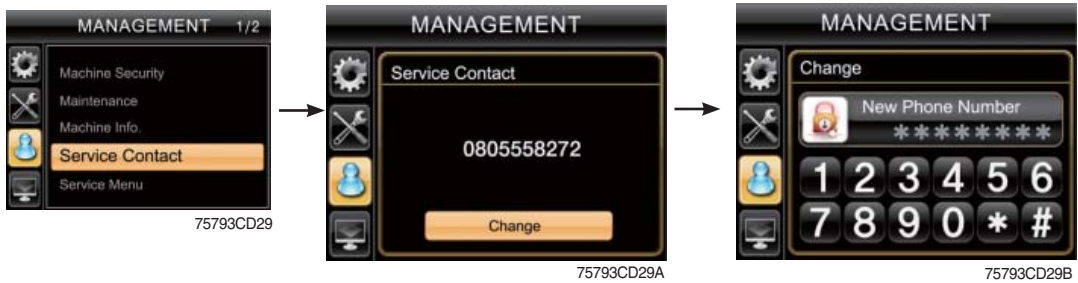 MANAGEMENT 1/2
Machine Security
Maintenance
Machine Info.
Service Contact
Service Menu
75793CD29
MANAGEMENT
Service Contact
0805558272
Change
75793CD29A
MANAGEMENT
Change
New Phone Number
********
1 2 3 4 5 6
7 8 9 0 * #
75793CD29B